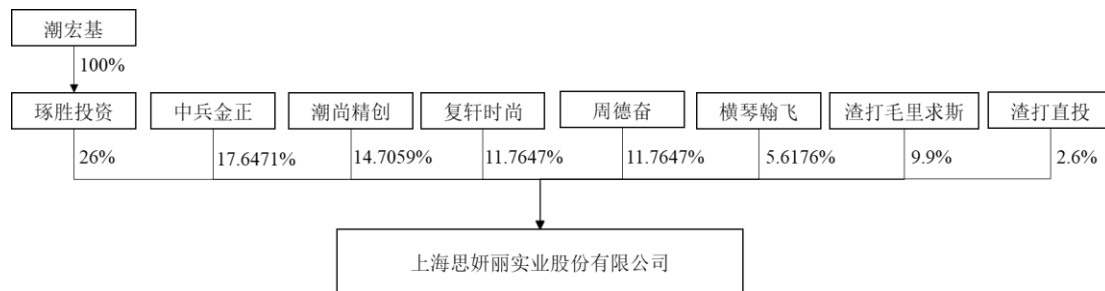 潮宏基
100%
琢胜投资 中兵金正 潮尚精创 复轩时尚 周德奋 横琴翰飞 渣打毛里求斯 渣打直投
26% 17.6471% 14.7059% 11.7647% 11.7647% 5.6176% 9.9% 2.6%
上海思妍丽实业股份有限公司